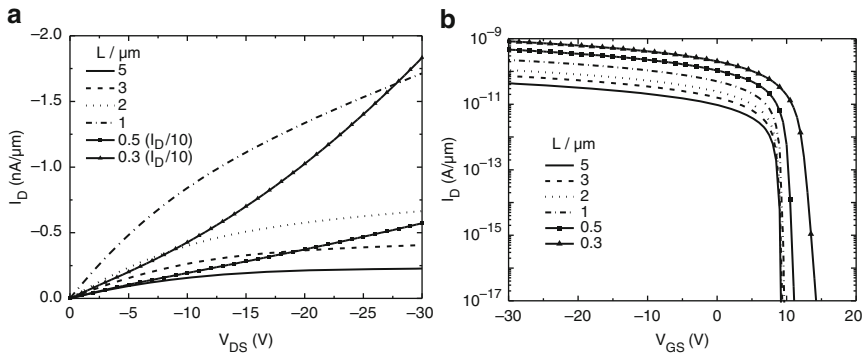 a
−2.0
−1.5
−1.0
−0.5
0.0
I_D (nA/μm)
L / μm
5
3
2
1
0.5 (I_D/10)
0.3 (I_D/10)
0 −5 −10 −15 −20 −25 −30
V_DS (V)
b
10^−9
10^−11
10^−13
10^−15
10^−17
I_D (A/μm)
L / μm
5
3
2
1
0.5
0.3
−30 −20 −10 0 10 20
V_GS (V)